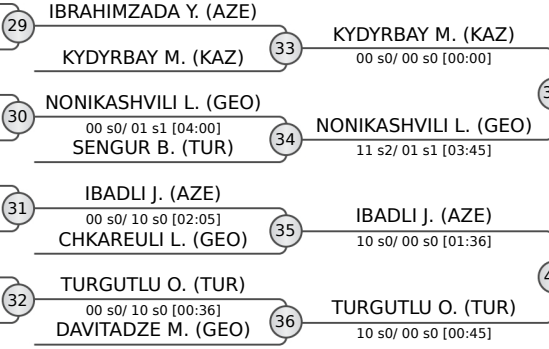 IBRAHIMZADA Y. (AZE)
29
KYDYRBAY M. (KAZ)
33
KYDYRBAY M. (KAZ)
00 s0/ 00 s0 [00:00]
NONIKASHVILI L. (GEO)
30
00 s0/ 01 s1 [04:00]
SENGUR B. (TUR)
34
NONIKASHVILI L. (GEO)
11 s2/ 01 s1 [03:45]
IBADLI J. (AZE)
31
00 s0/ 10 s0 [02:05]
CHKAREULI L. (GEO)
35
IBADLI J. (AZE)
10 s0/ 00 s0 [01:36]
TURGUTLU O. (TUR)
32
00 s0/ 10 s0 [00:36]
DAVITADZE M. (GEO)
36
TURGUTLU O. (TUR)
10 s0/ 00 s0 [00:45]